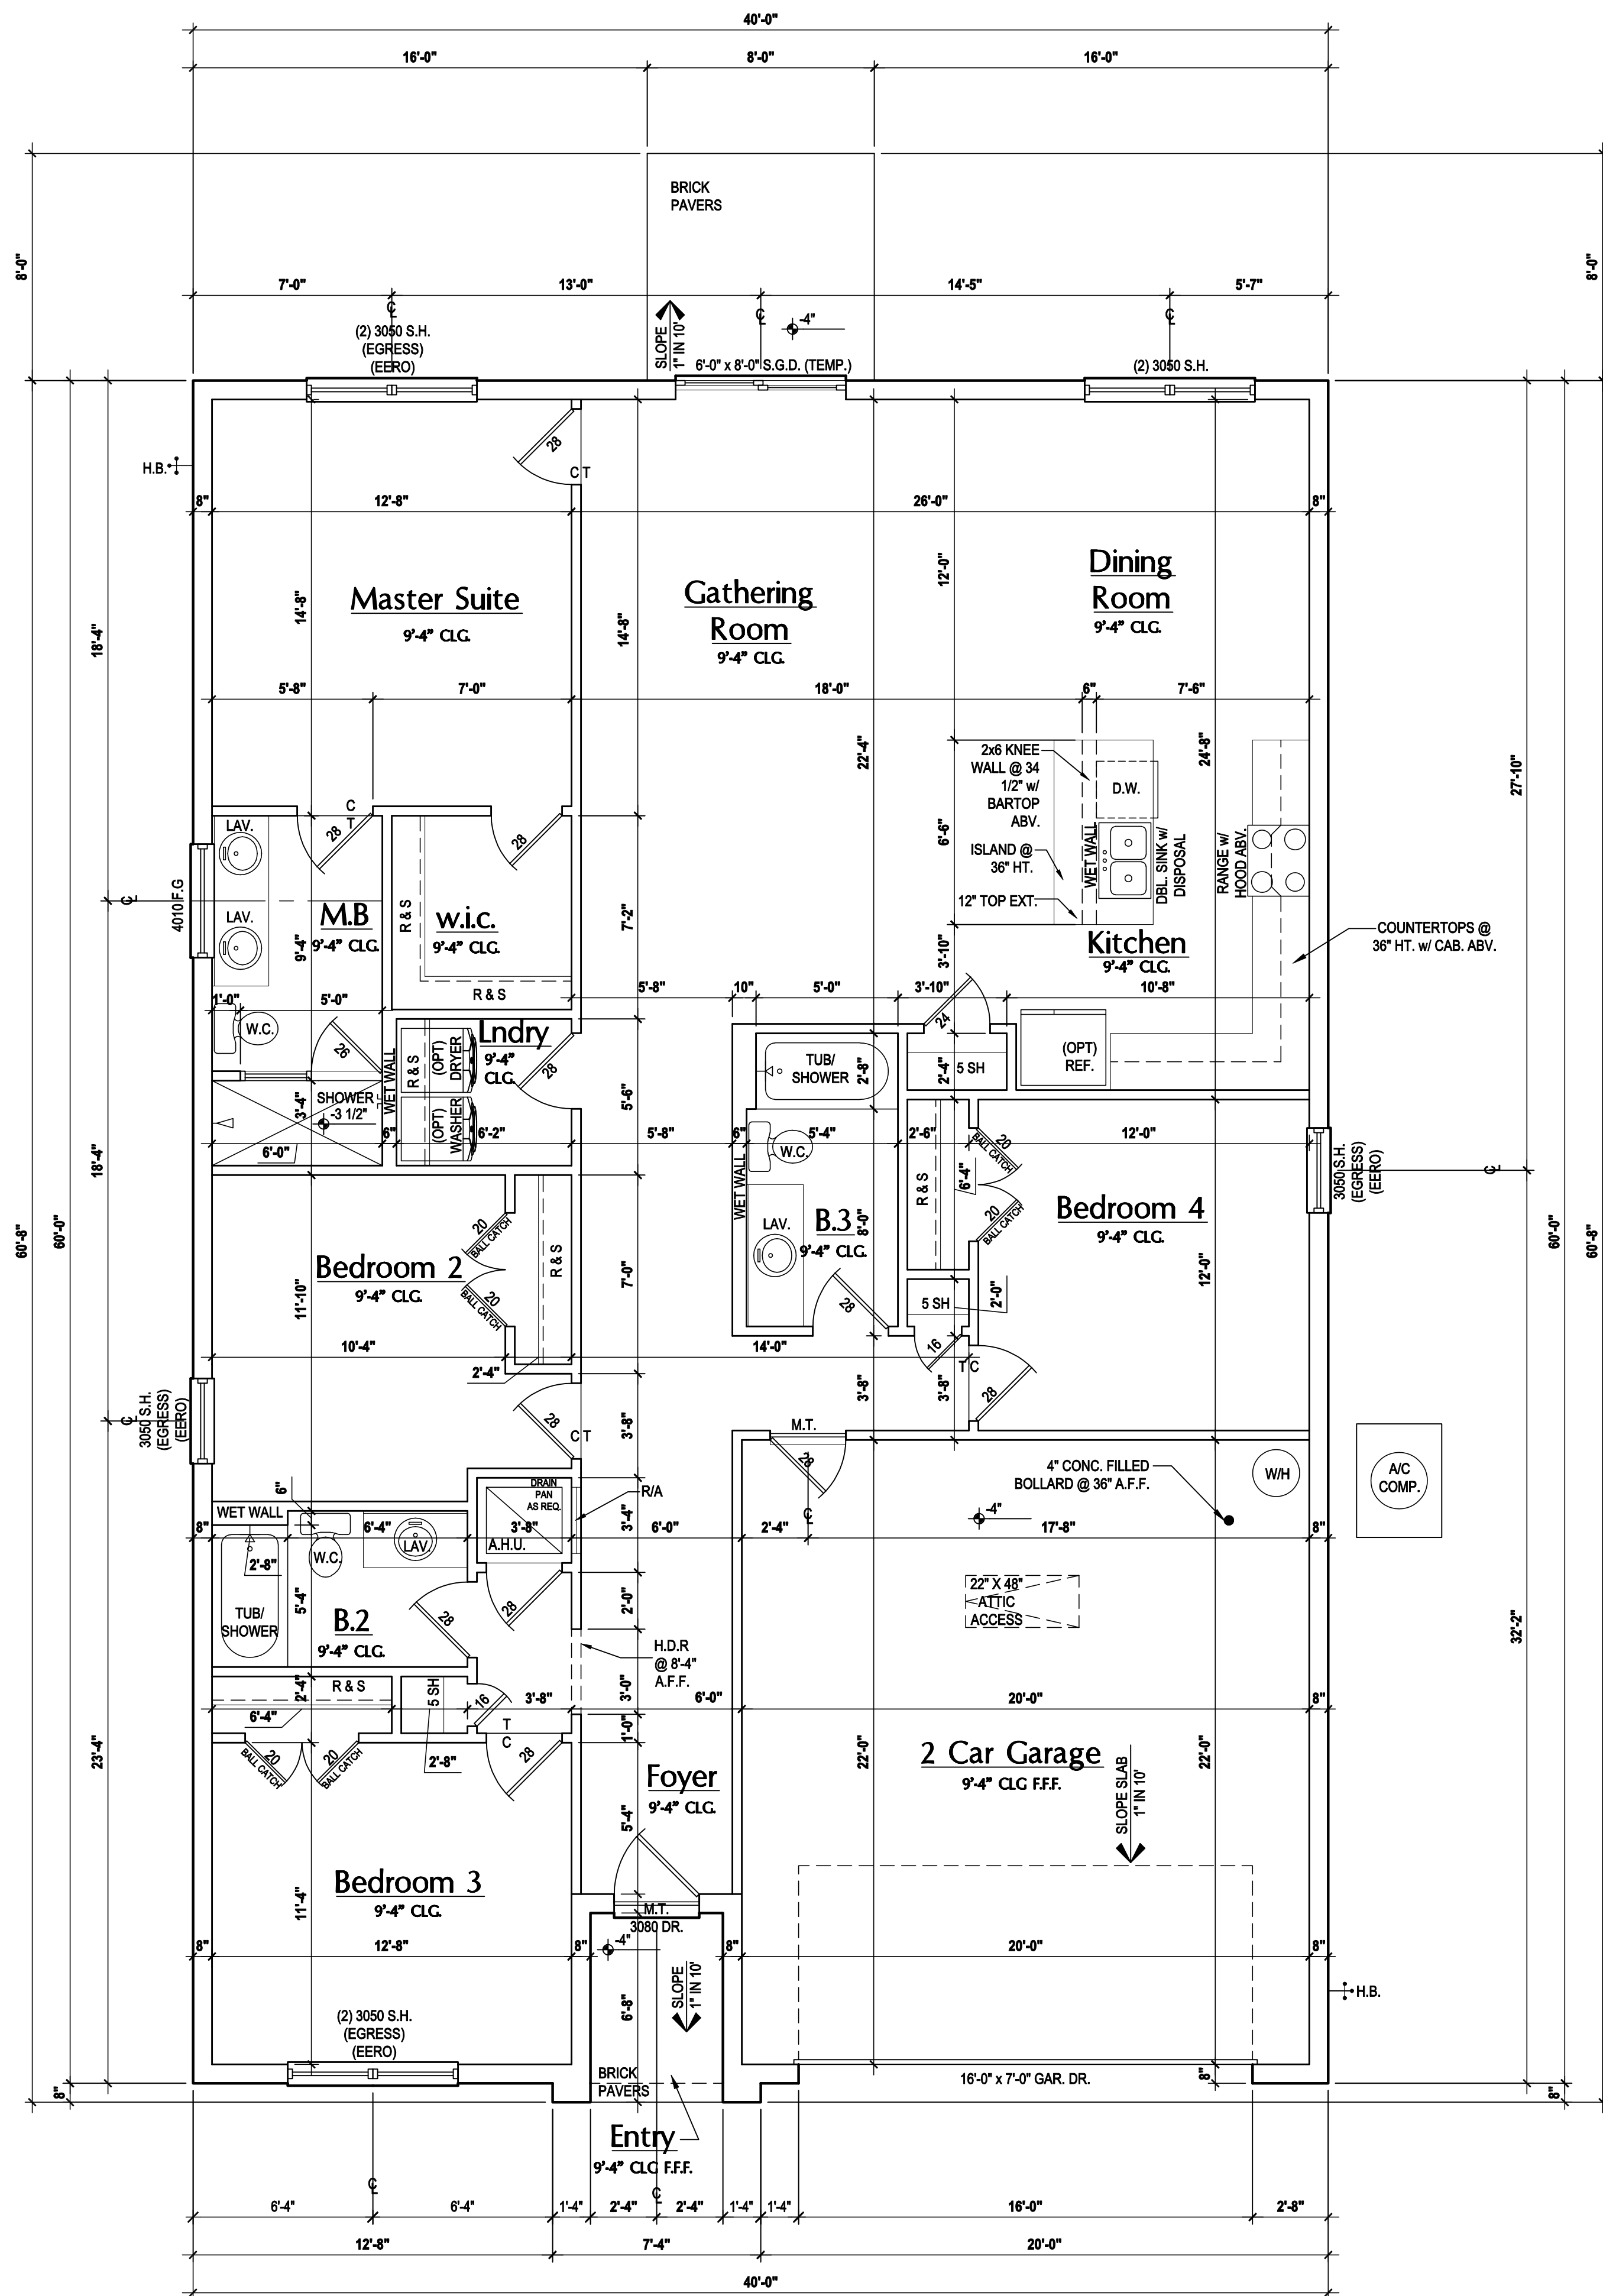 40'-0"
16'-0"
8'-0"
16'-0"
BRICK
PAVERS
8'-0"
8'-0"
7'-0"
13'-0"
14'-5"
5'-7"
(2) 3050 S.H.
(EGRESS)
(EERO)
SLOPE
1" IN 10'
-4"
6'-0" x 8'-0" S.G.D. (TEMP.)
(2) 3050 S.H.
H.B.
28
C T
8"
12'-8"
26'-0"
8"
18'-4"
14'-8"
Master Suite
9'-4" CLG.
14'-8"
Gathering
Room
9'-4" CLG.
12'-0"
Dining
Room
9'-4" CLG.
5'-8"
7'-0"
18'-0"
6"
7'-6"
22'-4"
24'-8"
27'-10"
2x6 KNEE
WALL @ 34
1/2" w/
BARTOP
ABV.
D.W.
6'-6"
ISLAND @
36" HT.
12" TOP EXT.
WET WALL
DBL. SINK w/
DISPOSAL
RANGE w/
HOOD ABV.
COUNTERTOPS @
36" HT. w/ CAB. ABV.
Kitchen
9'-4" CLG.
3'-10"
LAV.
C
T
28
28
4010 F.G
LAV.
M.B
9'-4" CLG.
9'-4"
R & S
w.i.c.
9'-4" CLG.
7'-2"
R & S
1'-0"
5'-0"
5'-8"
10"
5'-0"
3'-10"
10'-8"
24
W.C.
26
WET WALL
R & S
(OPT)
DRYER
Lndry
9'-4"
CLG.
28
(OPT)
WASHER
SHOWER
-3 1/2"
3'-4"
5'-6"
TUB/
SHOWER
2'-8"
2'-4"
5 SH
(OPT)
REF.
6'-0"
6"
6'-2"
5'-8"
6"
5'-4"
2'-6"
12'-0"
20
BALL CATCH
W.C.
WET WALL
R & S
6'-4"
3050 S.H.
(EGRESS)
(EERO)
18'-4"
20
BALL CATCH
R & S
Bedroom 2
9'-4" CLG.
20
BALL CATCH
11'-10"
7'-0"
LAV.
B.3
9'-4" CLG.
8'-0"
20
BALL CATCH
Bedroom 4
9'-4" CLG.
12'-0"
28
5 SH
2'-0"
16
T C
28
60'-8"
60'-0"
60'-0"
60'-8"
10'-4"
2'-4"
14'-0"
3'-8"
3'-8"
3'-8"
3050 S.H.
(EGRESS)
(EERO)
28
C T
M.T.
28
4" CONC. FILLED
BOLLARD @ 36" A.F.F.
W/H
A/C
COMP.
6"
WET WALL
DRAIN
PAN
AS REQ.
R/A
3'-4"
-4"
8"
6'-4"
3'-8"
6'-0"
2'-4"
17'-8"
8"
A.H.U.
2'-8"
W.C.
LAV.
22" X 48"
ATTIC
ACCESS
TUB/
SHOWER
5'-4"
B.2
9'-4" CLG.
28
28
2'-0"
H.D.R
@ 8'-4"
A.F.F.
32'-2"
R & S
2'-4"
5 SH
16
3'-0"
6'-4"
3'-8"
6'-0"
20'-0"
8"
T
C
28
1'-0"
20
BALL CATCH
20
BALL CATCH
2'-8"
23'-4"
22'-0"
2 Car Garage
9'-4" CLG F.F.F.
22'-0"
Foyer
9'-4" CLG.
5'-4"
SLOPE SLAB
1" IN 10'
Bedroom 3
9'-4" CLG.
11'-4"
M.T.
3080 DR.
-4"
8"
12'-8"
8"
8"
20'-0"
8"
6'-8"
SLOPE
1" IN 10'
H.B.
(2) 3050 S.H.
(EGRESS)
(EERO)
BRICK
PAVERS
16'-0" x 7'-0" GAR. DR.
8"
8"
8"
Entry
9'-4" CLG F.F.F.
6'-4"
6'-4"
1'-4"
2'-4"
2'-4"
1'-4"
1'-4"
16'-0"
2'-8"
12'-8"
7'-4"
20'-0"
40'-0"